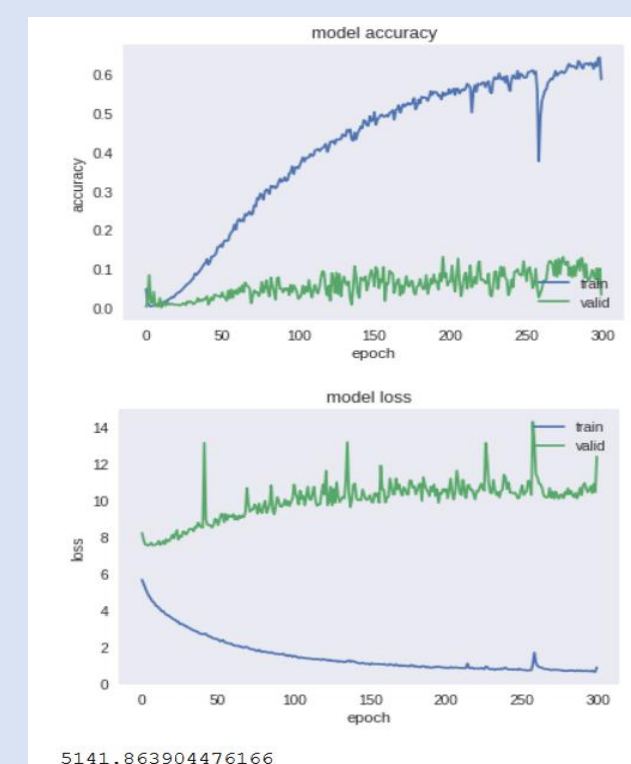 model accuracy
0.6
0.5
0.4
0.3
0.2
0.1
0.0
accuracy
train
valid
0 50 100 150 200 250 300
epoch
model loss
14
12
10
8
6
4
2
0
loss
train
valid
0 50 100 150 200 250 300
epoch
5141.863904476166